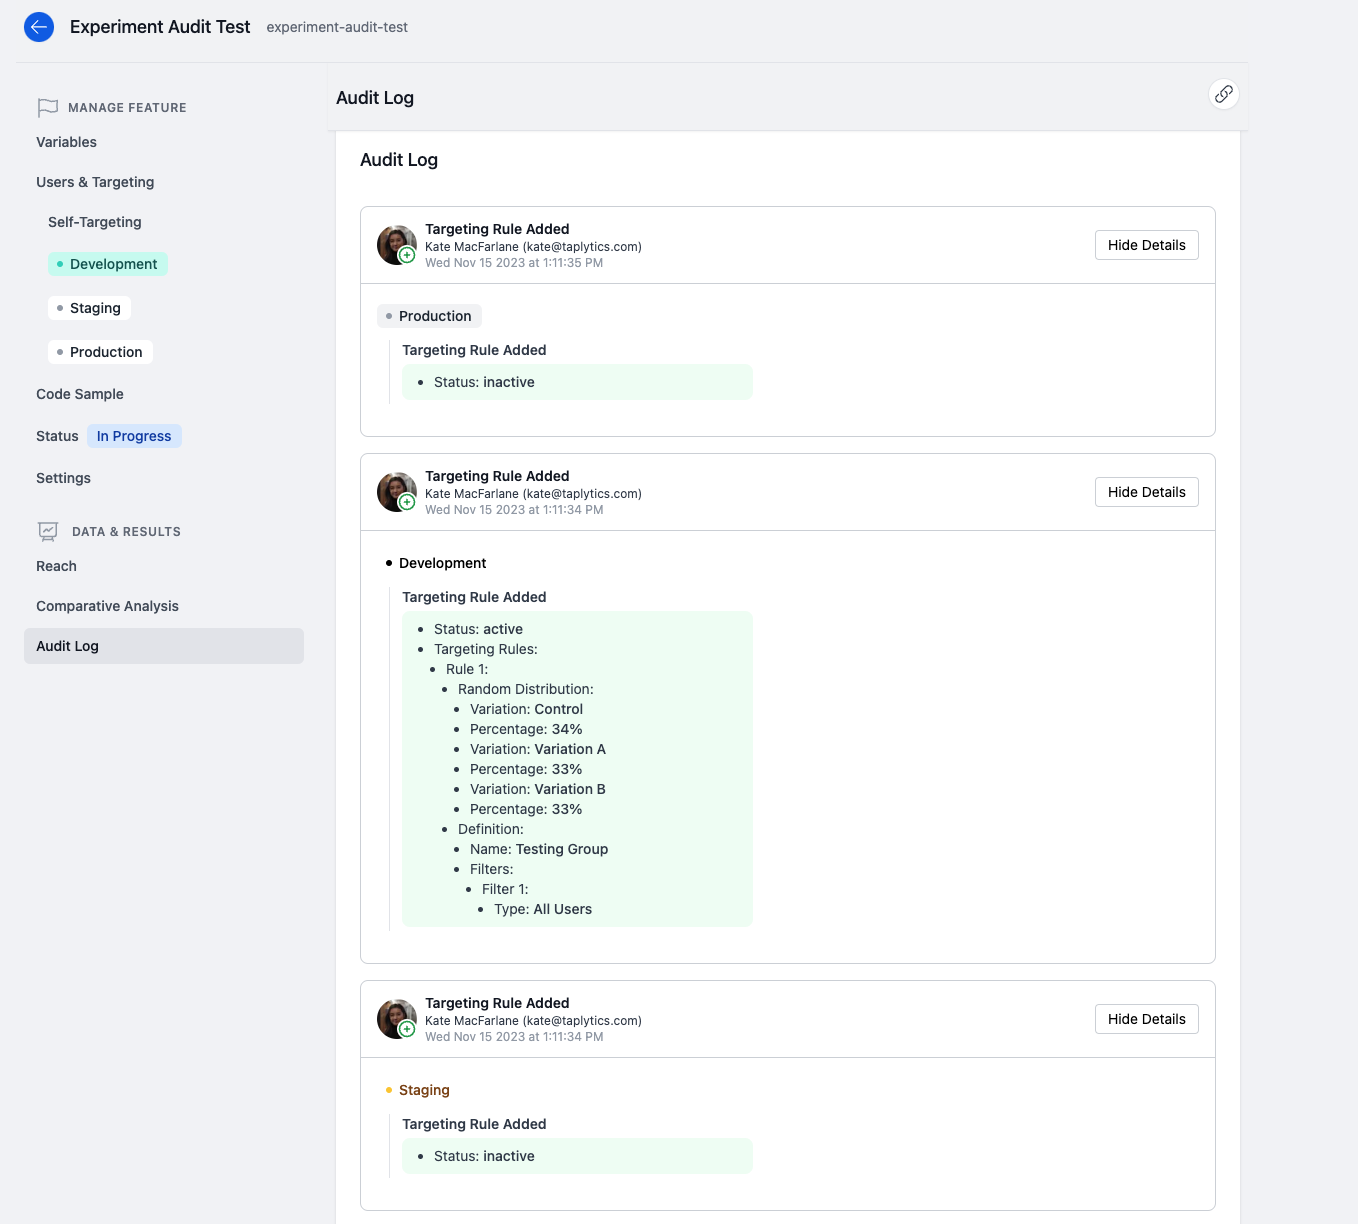 Experiment Audit Test experiment-audit-test
MANAGE FEATURE
Variables
Users & Targeting
Self-Targeting
Development
Staging
Production
Code Sample
Status In Progress
Settings
DATA & RESULTS
Reach
Comparative Analysis
Audit Log
Audit Log
Audit Log
Targeting Rule Added
Kate MacFarlane (kate@taplytics.com)
Wed Nov 15 2023 at 1:11:35 PM
Hide Details
Production
Targeting Rule Added
Status: inactive
Targeting Rule Added
Kate MacFarlane (kate@taplytics.com)
Wed Nov 15 2023 at 1:11:34 PM
Hide Details
Development
Targeting Rule Added
Status: active
Targeting Rules:
Rule 1:
Random Distribution:
Variation: Control
Percentage: 34%
Variation: Variation A
Percentage: 33%
Variation: Variation B
Percentage: 33%
Definition:
Name: Testing Group
Filters:
Filter 1:
Type: All Users
Targeting Rule Added
Kate MacFarlane (kate@taplytics.com)
Wed Nov 15 2023 at 1:11:34 PM
Hide Details
Staging
Targeting Rule Added
Status: inactive